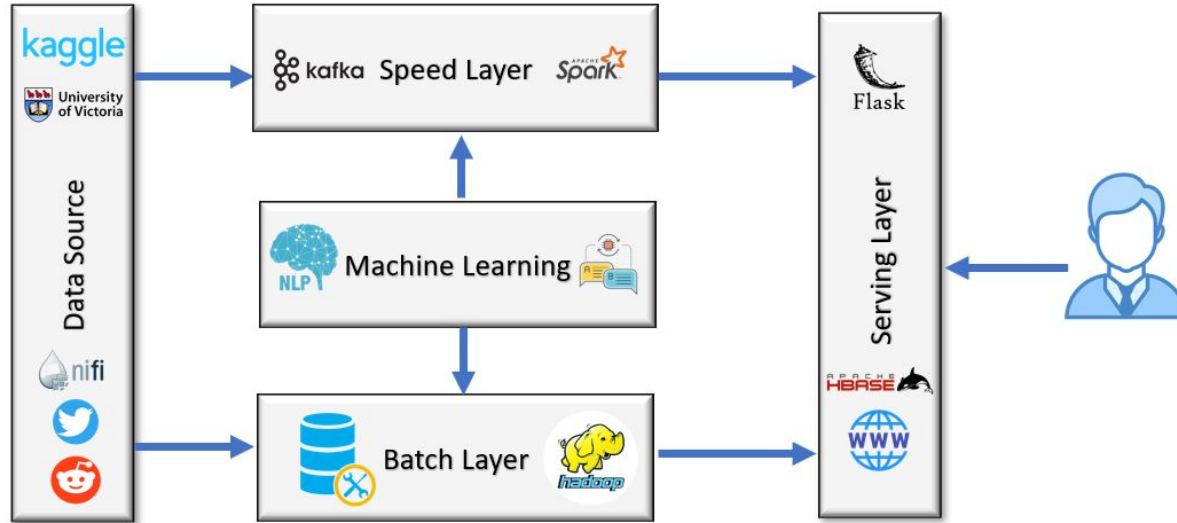 kaggle
University
of Victoria
Data Source
nifi
kafka
Speed Layer
APACHE
Spark
NLP
Machine Learning
A
B
Batch Layer
hadoop
Flask
Serving Layer
APACHE
HBASE
WWW